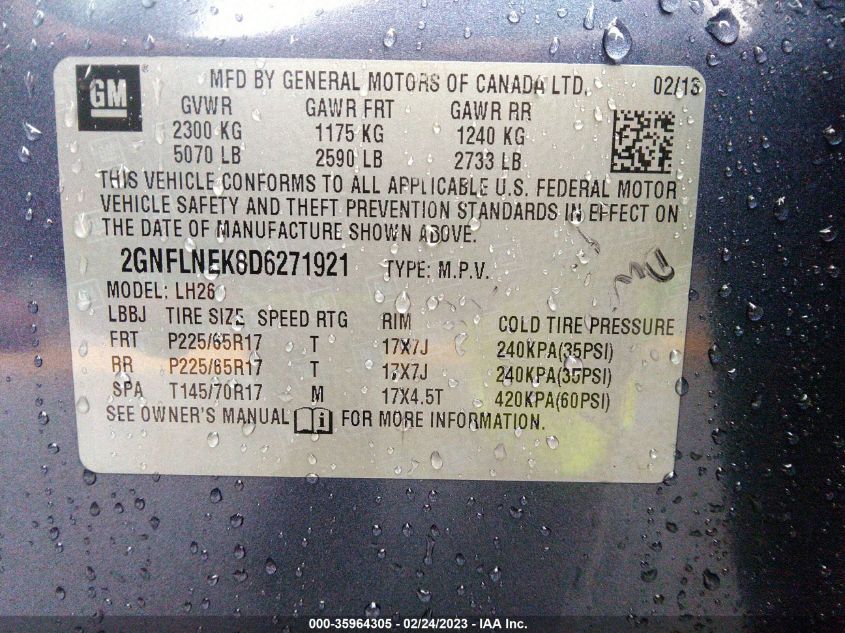 GM ® MFD BY GENERAL MOTORS OF CANADA LTD. 02/13
GVWR GAWR FRT GAWR RR
2300 KG 1175 KG 1240 KG
5070 LB 2590 LB 2733 LB
THIS VEHICLE CONFORMS TO ALL APPLICABLE U.S. FEDERAL MOTOR
VEHICLE SAFETY AND THEFT PREVENTION STANDARDS IN EFFECT ON
THE DATE OF MANUFACTURE SHOWN ABOVE.
2GNFLNEK8D6271921 TYPE: M.P.V.
MODEL: LH26
LBBJ TIRE SIZE SPEED RTG RIM COLD TIRE PRESSURE
FRT P225/65R17 T 17X7J 240KPA(35PSI)
RR P225/65R17 T 17X7J 240KPA(35PSI)
SPA T145/70R17 M 17X4.5T 420KPA(60PSI)
SEE OWNER'S MANUAL FOR MORE INFORMATION.
000-35964305 - 02/24/2023 - IAA Inc.